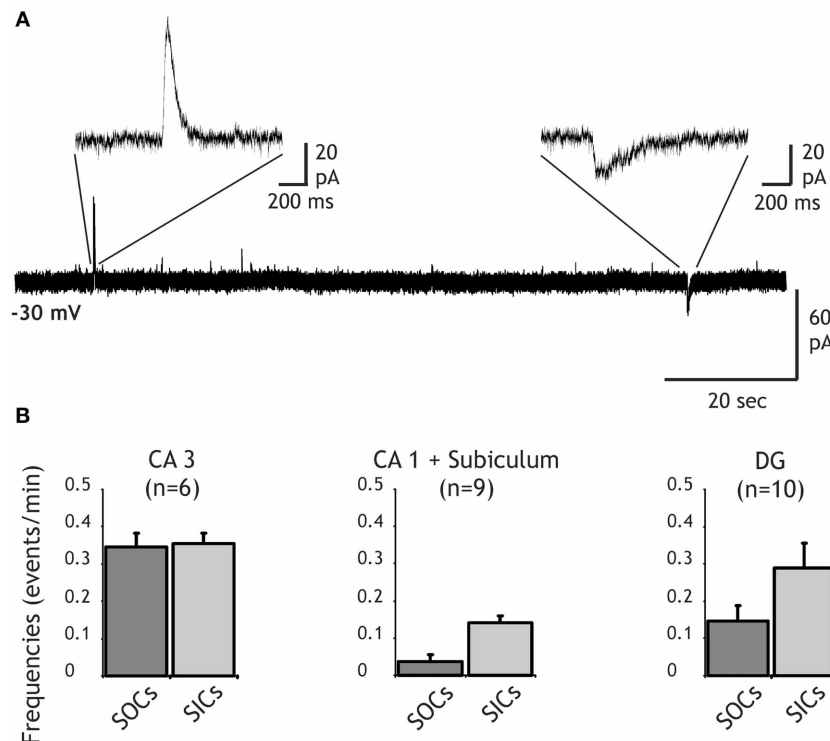 A
20
pA
200 ms
20
pA
200 ms
-30 mV
60
pA
20 sec
B
Frequencies (events/min)
CA 3
(n=6)
0.5
0.4
0.3
0.2
0.1
0
SOCs
SICs
CA 1 + Subiculum
(n=9)
0.5
0.4
0.3
0.2
0.1
0
SOCs
SICs
DG
(n=10)
0.5
0.4
0.3
0.2
0.1
0
SOCs
SICs